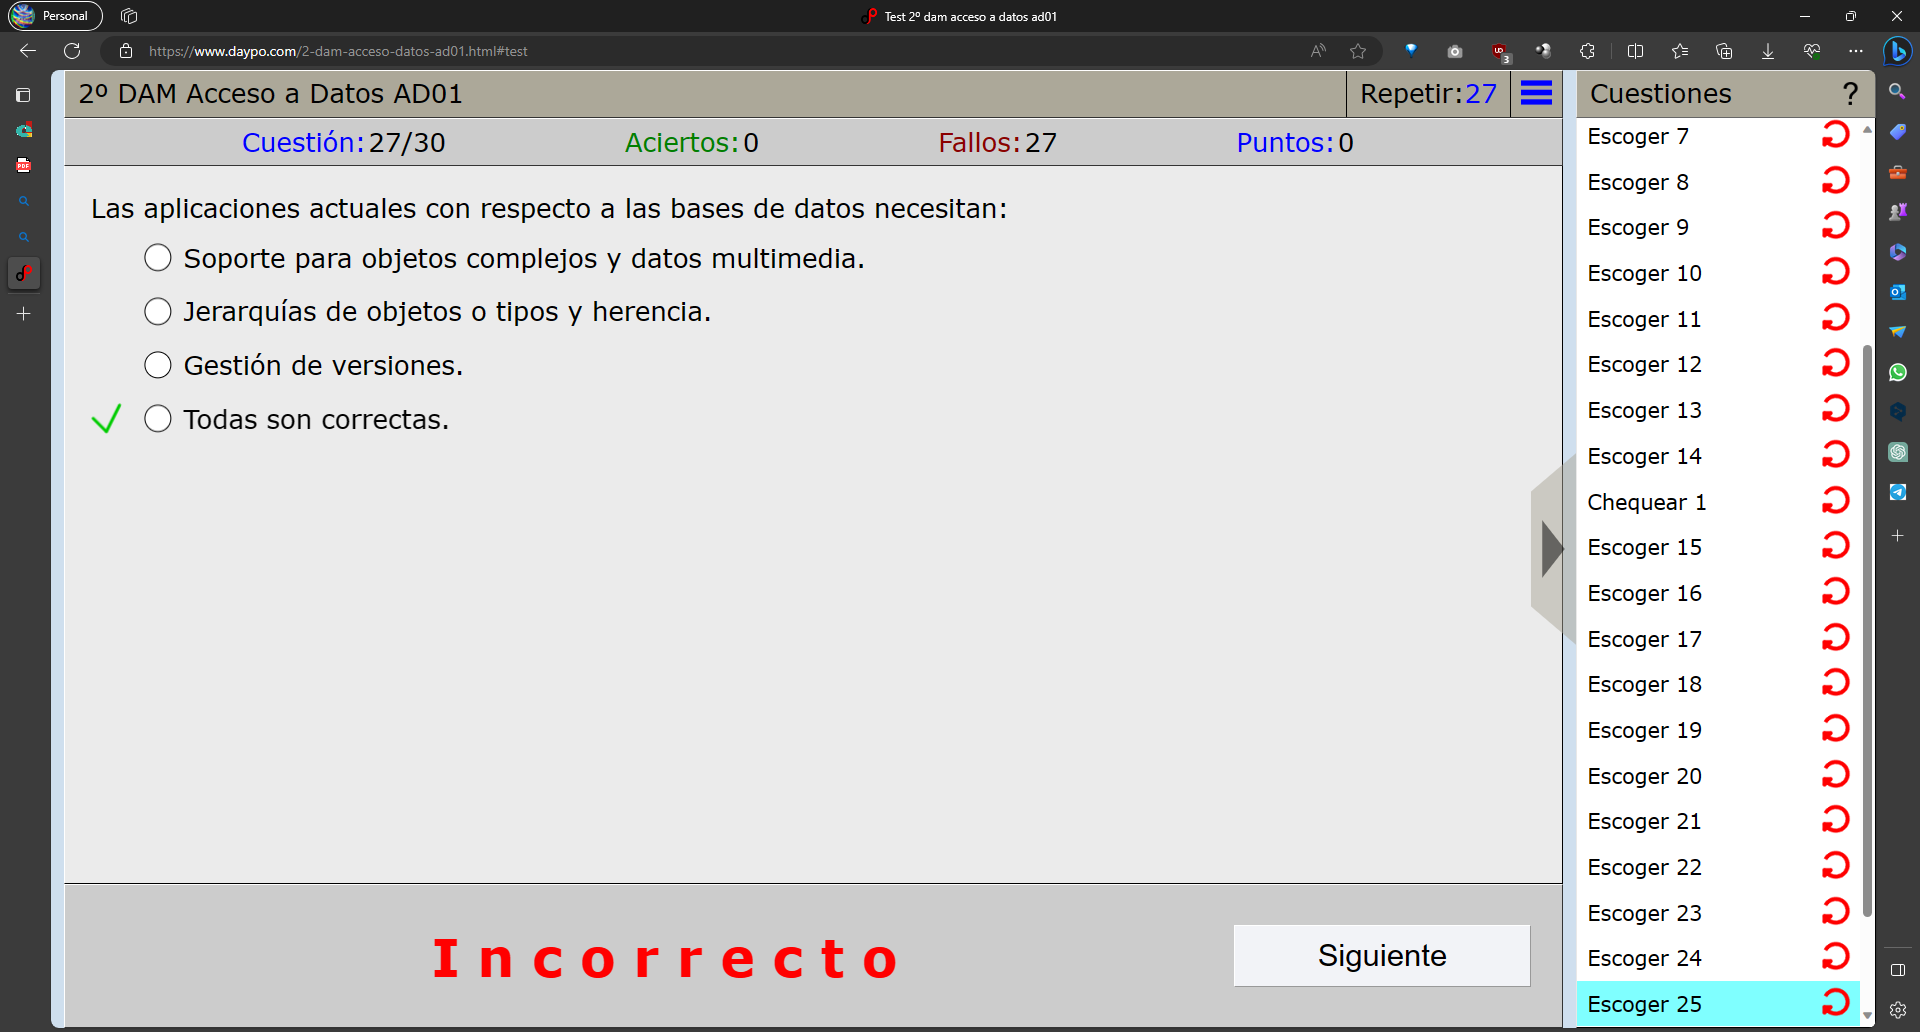 Personal
Test 2º dam acceso a datos ad01
https://www.daypo.com/2-dam-acceso-datos-ad01.html#test
2º DAM Acceso a Datos AD01
Repetir:27
Cuestión:27/30
Aciertos:0
Fallos:27
Puntos:0
Las aplicaciones actuales con respecto a las bases de datos necesitan:
Soporte para objetos complejos y datos multimedia.
Jerarquías de objetos o tipos y herencia.
Gestión de versiones.
Todas son correctas.
Incorrecto
Siguiente
Cuestiones
?
Escoger 7
Escoger 8
Escoger 9
Escoger 10
Escoger 11
Escoger 12
Escoger 13
Escoger 14
Chequear 1
Escoger 15
Escoger 16
Escoger 17
Escoger 18
Escoger 19
Escoger 20
Escoger 21
Escoger 22
Escoger 23
Escoger 24
Escoger 25
3
PDF